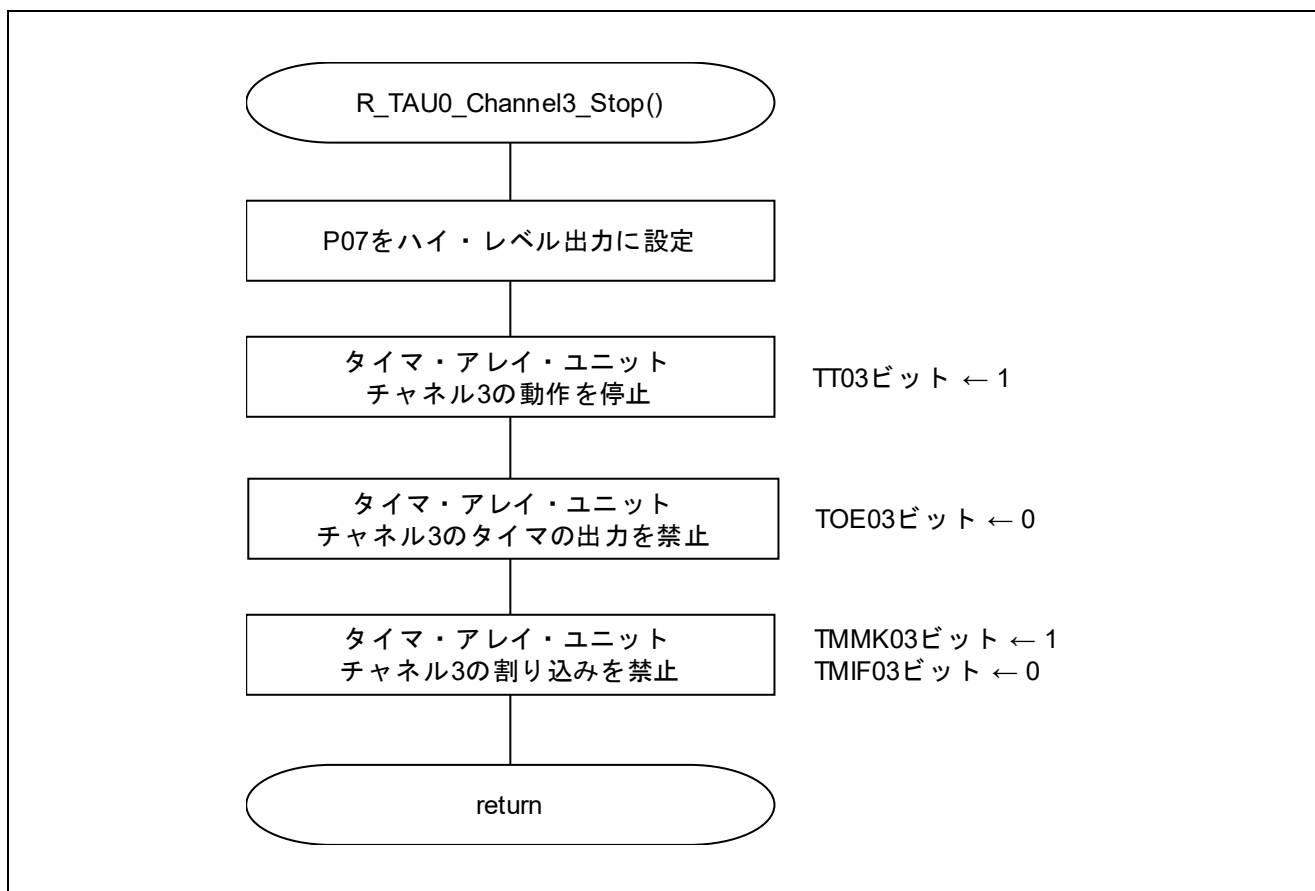 R_TAU0_Channel3_Stop()
P07をハイ・レベル出力に設定
タイマ・アレイ・ユニット
チャネル3の動作を停止
TT03ビット ← 1
タイマ・アレイ・ユニット
チャネル3のタイマの出力を禁止
TOE03ビット ← 0
タイマ・アレイ・ユニット
チャネル3の割り込みを禁止
TMMK03ビット ← 1
TMIF03ビット ← 0
return